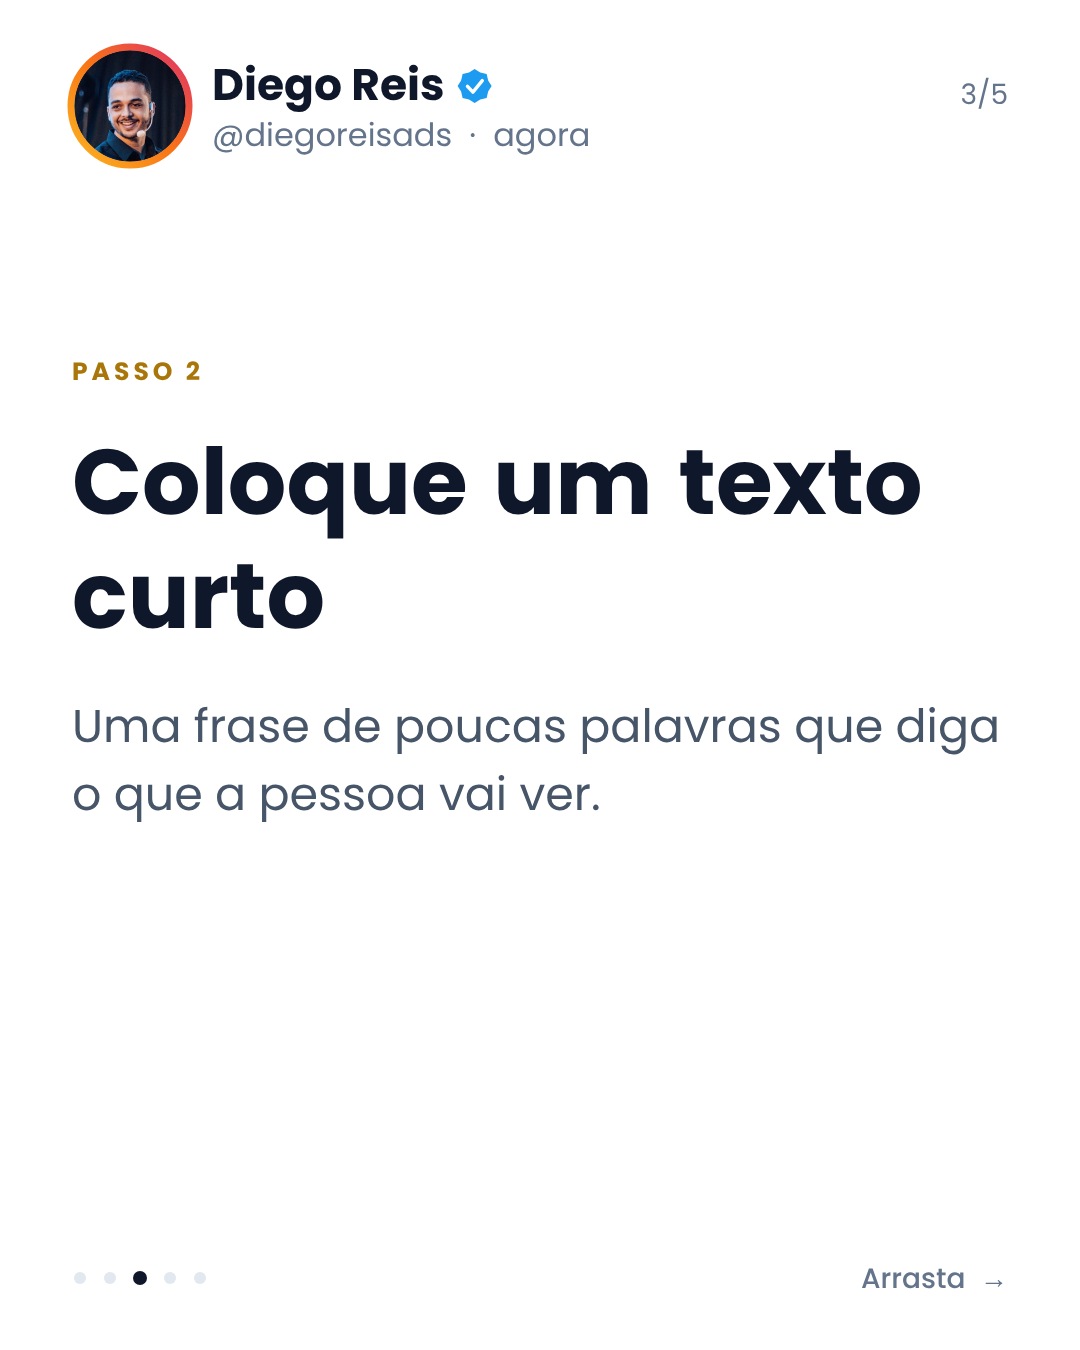 Diego Reis
3/5
@diegoreisads · agora
PASSO 2
Coloque um texto
curto
Uma frase de poucas palavras que diga
o que a pessoa vai ver.
Arrasta →